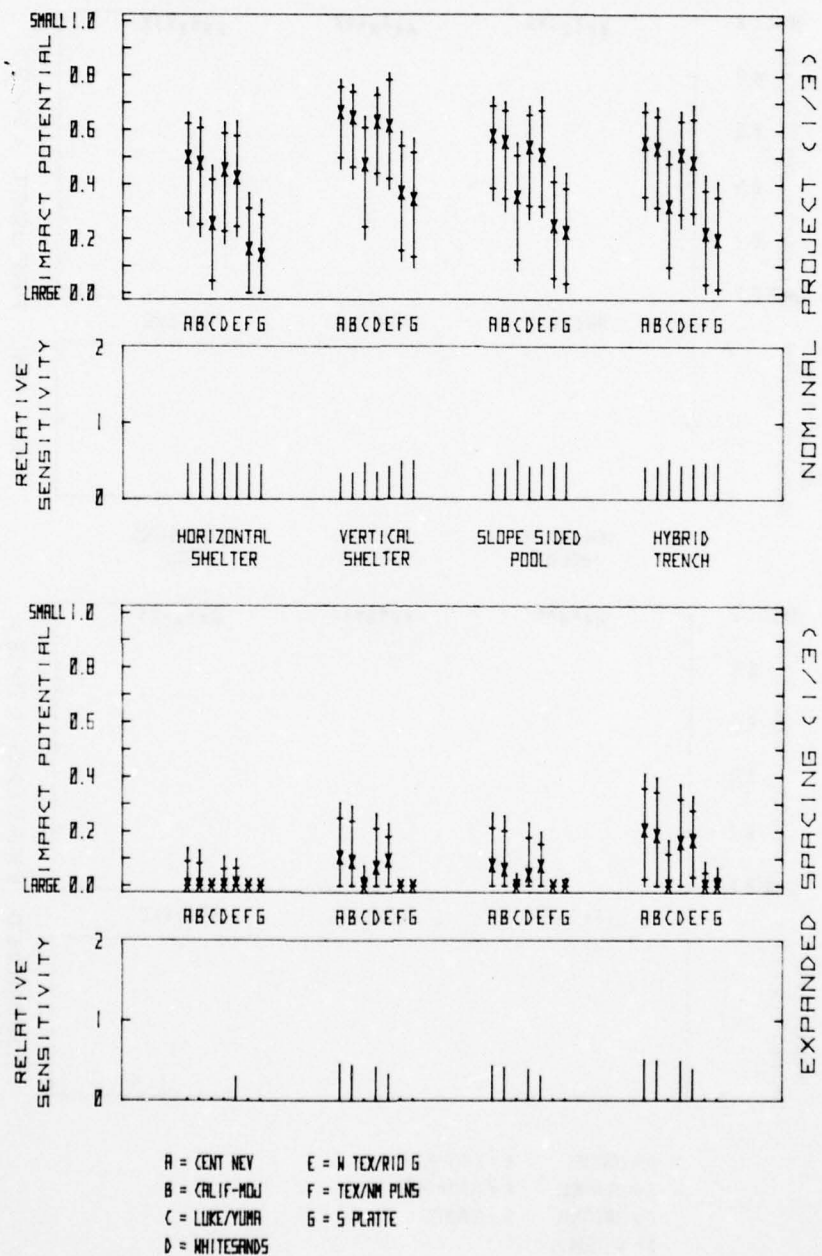 SMALL 1.0
0.8
0.6
0.4
0.2
LARGE 0.0
IMPACT POTENTIAL
ABCDEFG ABCDEFG ABCDEFG ABCDEFG
2
1
0
RELATIVE
SENSITIVITY
NOMINAL PROJECT (1/3)
HORIZONTAL SHELTER
VERTICAL SHELTER
SLOPE SIDED POOL
HYBRID TRENCH
SMALL 1.0
0.8
0.6
0.4
0.2
LARGE 0.0
IMPACT POTENTIAL
ABCDEFG ABCDEFG ABCDEFG ABCDEFG
2
1
0
RELATIVE
SENSITIVITY
EXPANDED SPACING (1/3)
A = CENT NEV E = W TEX/RIO G
B = CALIF-MOJ F = TEX/NM PLNS
C = LUKE/YUMA G = S PLATTE
D = WHITESANDS